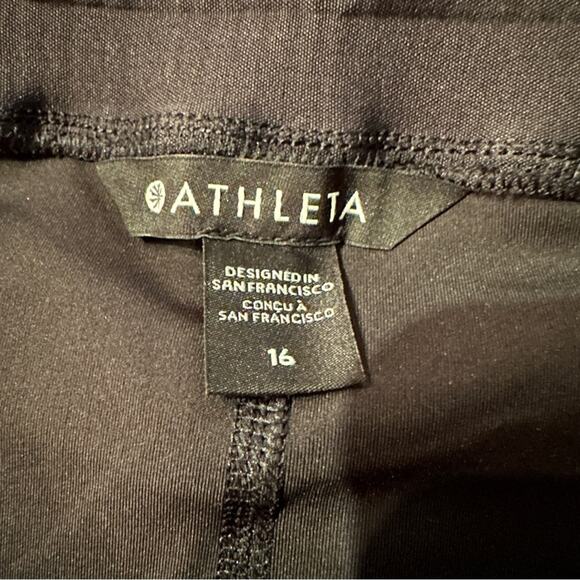 ATHLETA
DESIGNED IN
SAN FRANCISCO
CONÇU À
SAN FRANCISCO
16